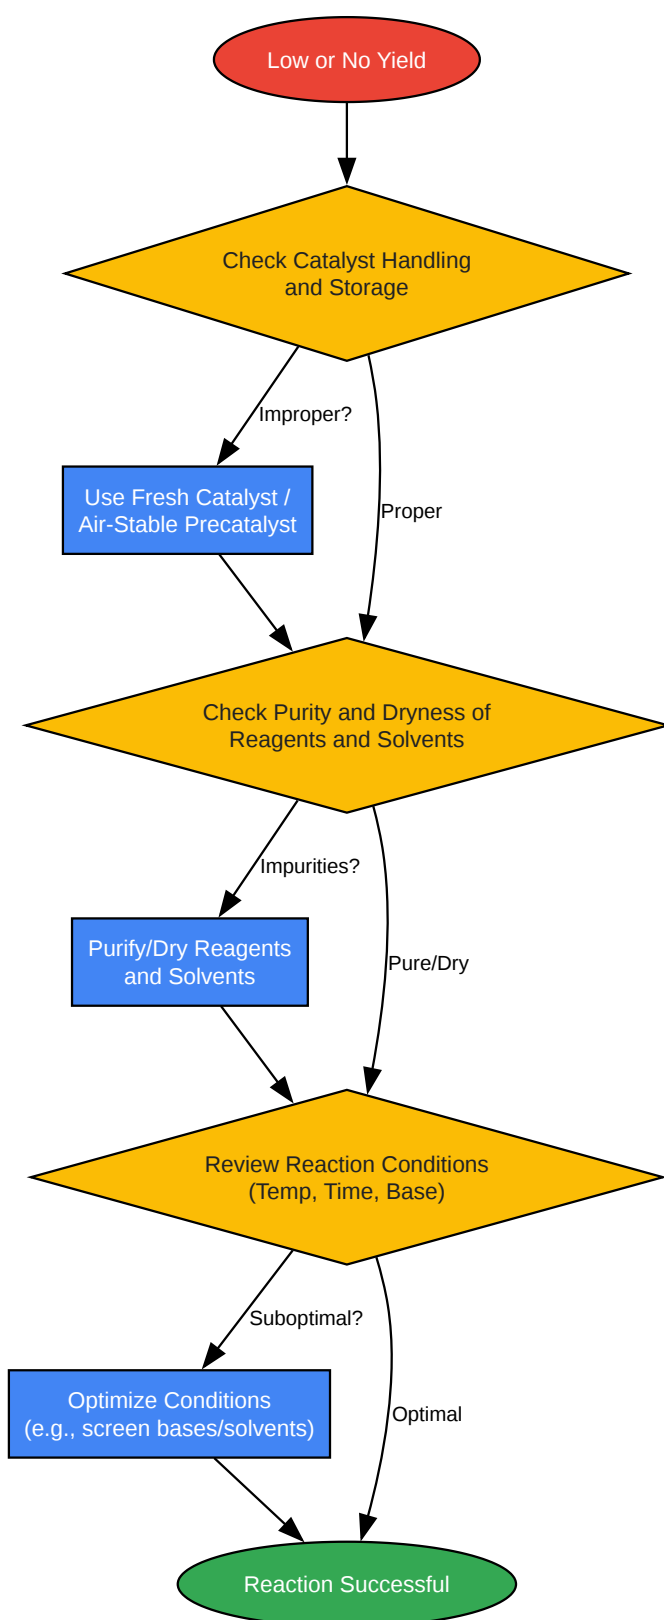 Low or No Yield
Check Catalyst Handling
and Storage
Improper?
Use Fresh Catalyst /
Air-Stable Precatalyst
Proper
Check Purity and Dryness of
Reagents and Solvents
Impurities?
Purify/Dry Reagents
and Solvents
Pure/Dry
Review Reaction Conditions
(Temp, Time, Base)
Suboptimal?
Optimize Conditions
(e.g., screen bases/solvents)
Optimal
Reaction Successful